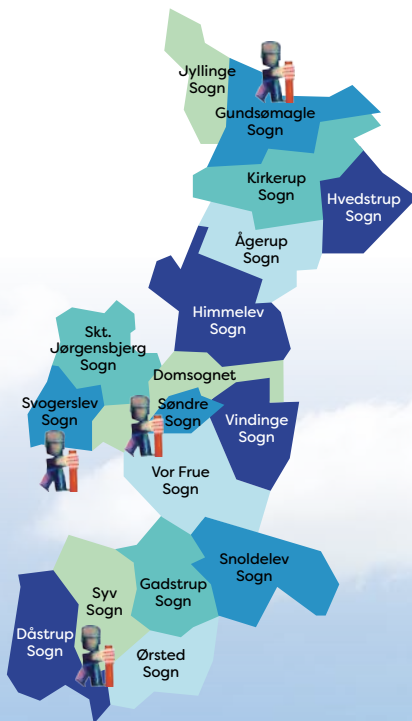 Jyllinge
Sogn
Gundsømagle
Sogn
Kirkerup
Sogn
Hvedstrup
Sogn
Ågerup
Sogn
Himmelev
Sogn
Skt.
Jørgensbjerg
Sogn
Domsognet
Svogerslev
Sogn
Søndre
Sogn
Vindinge
Sogn
Vor Frue
Sogn
Snoldelev
Sogn
Gadstrup
Sogn
Syv
Sogn
Dåstrup
Sogn
Ørsted
Sogn